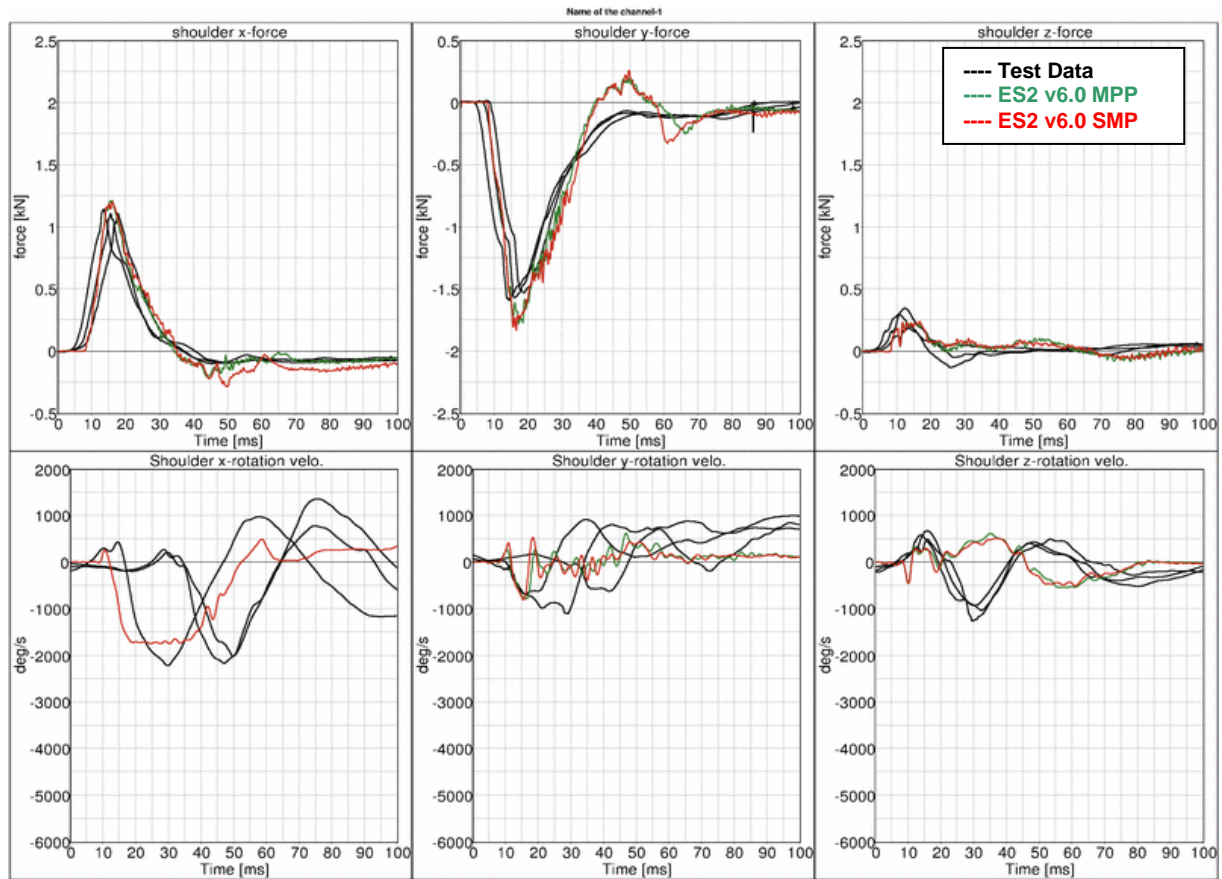 Name of the channel-1
shoulder x-force
shoulder y-force
shoulder z-force
---- Test Data
---- ES2 v6.0 MPP
---- ES2 v6.0 SMP
2.5
2
1.5
1
0.5
0
-0.5
force [kN]
0 10 20 30 40 50 60 70 80 90 100
Time [ms]
0.5
0
-0.5
-1
-1.5
-2
-2.5
force [kN]
0 10 20 30 40 50 60 70 80 90 100
Time [ms]
2.5
2
1.5
1
0.5
0
-0.5
force [kN]
0 10 20 30 40 50 60 70 80 90 100
Time [ms]
Shoulder x-rotation velo.
Shoulder y-rotation velo.
Shoulder z-rotation velo.
2000
1000
0
-1000
-2000
-3000
-4000
-5000
-6000
deg/s
0 10 20 30 40 50 60 70 80 90 100
Time [ms]
2000
1000
0
-1000
-2000
-3000
-4000
-5000
-6000
deg/s
0 10 20 30 40 50 60 70 80 90 100
Time [ms]
2000
1000
0
-1000
-2000
-3000
-4000
-5000
-6000
deg/s
0 10 20 30 40 50 60 70 80 90 100
Time [ms]